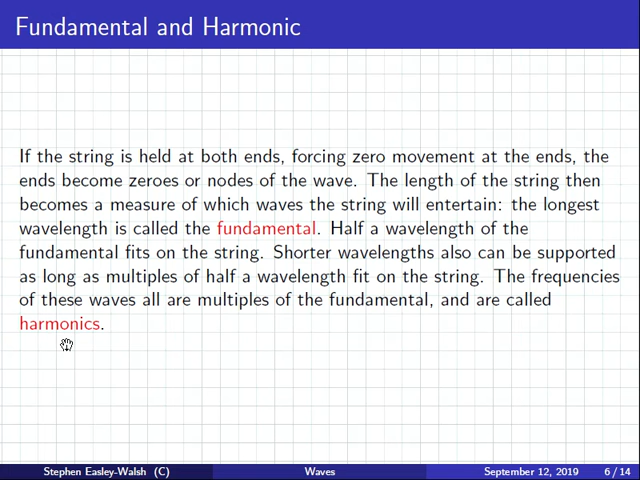 Fundamental and Harmonic
If the string is held at both ends, forcing zero movement at the ends, the
ends become zeroes or nodes of the wave. The length of the string then
becomes a measure of which waves the string will entertain: the longest
wavelength is called the fundamental. Half a wavelength of the
fundamental fits on the string. Shorter wavelengths also can be supported
as long as multiples of half a wavelength fit on the string. The frequencies
of these waves all are multiples of the fundamental, and are called
harmonics.
Stephen Easley-Walsh (C) Waves September 12, 2019 6 / 14